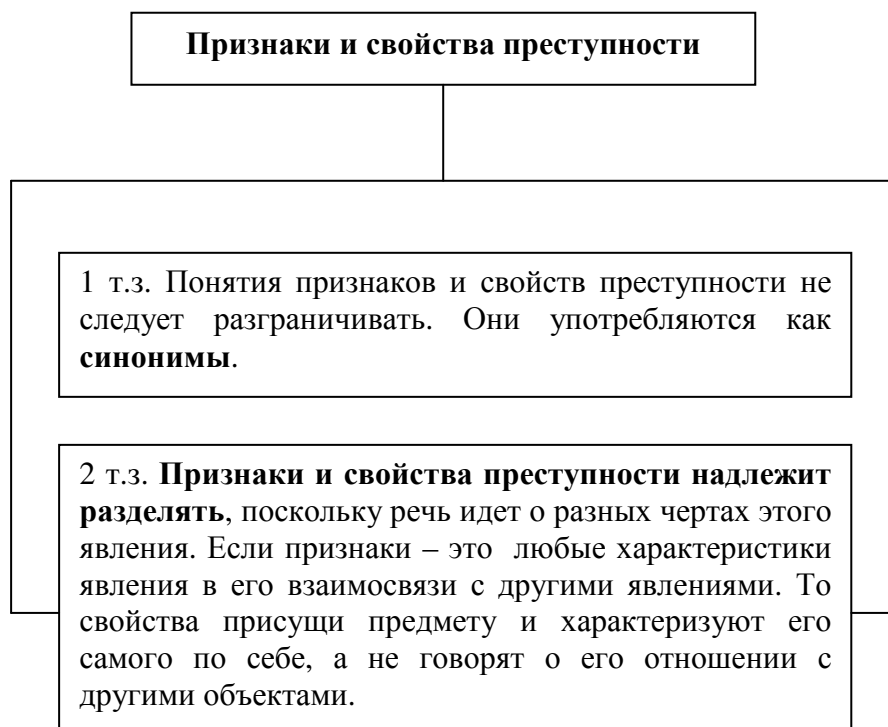 Признаки и свойства преступности
1 т.з. Понятия признаков и свойств преступности не
следует разграничивать. Они употребляются как
синонимы.
2 т.з. Признаки и свойства преступности надлежит
разделять, поскольку речь идет о разных чертах этого
явления. Если признаки – это любые характеристики
явления в его взаимосвязи с другими явлениями. То
свойства присущи предмету и характеризуют его
самого по себе, а не говорят о его отношении с
другими объектами.